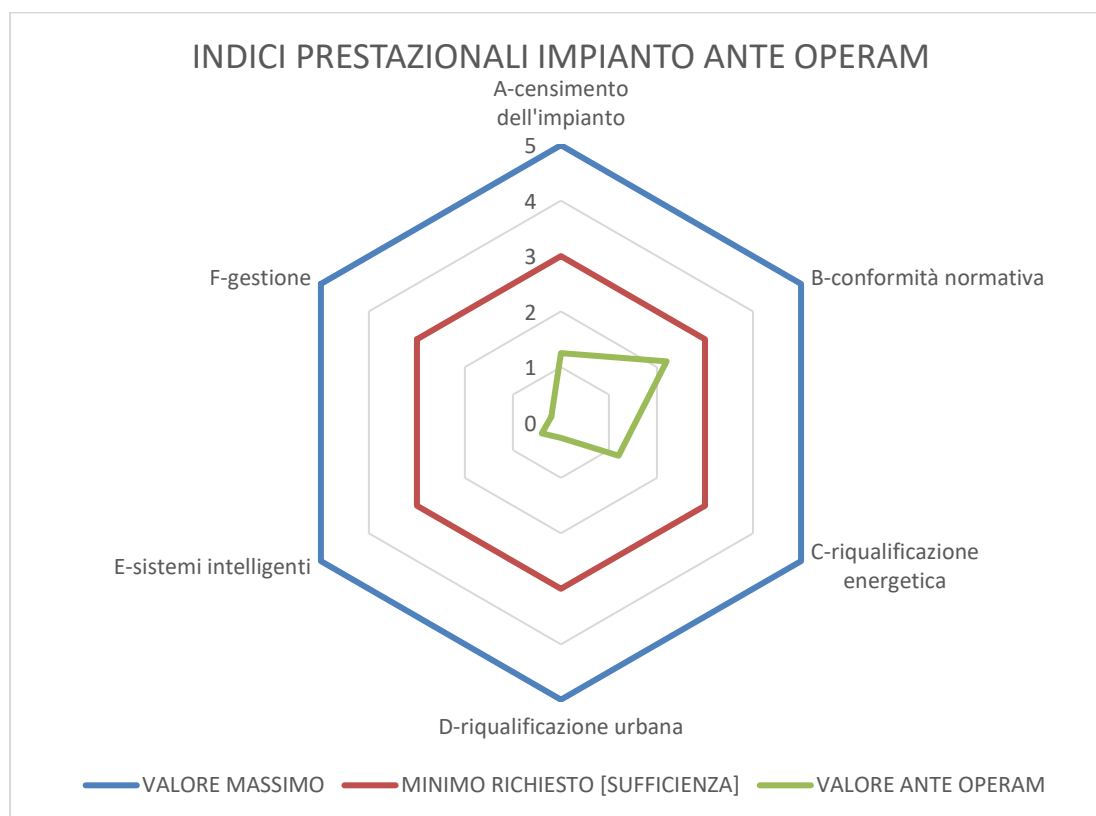 INDICI PRESTAZIONALI IMPIANTO ANTE OPERAM
A-censimento
dell'impianto
5
4
3
2
1
0
F-gestione
B-conformità normativa
E-sistemi intelligenti
C-riqualificazione
energetica
D-riqualificazione urbana
VALORE MASSIMO
MINIMO RICHIESTO [SUFFICIENZA]
VALORE ANTE OPERAM